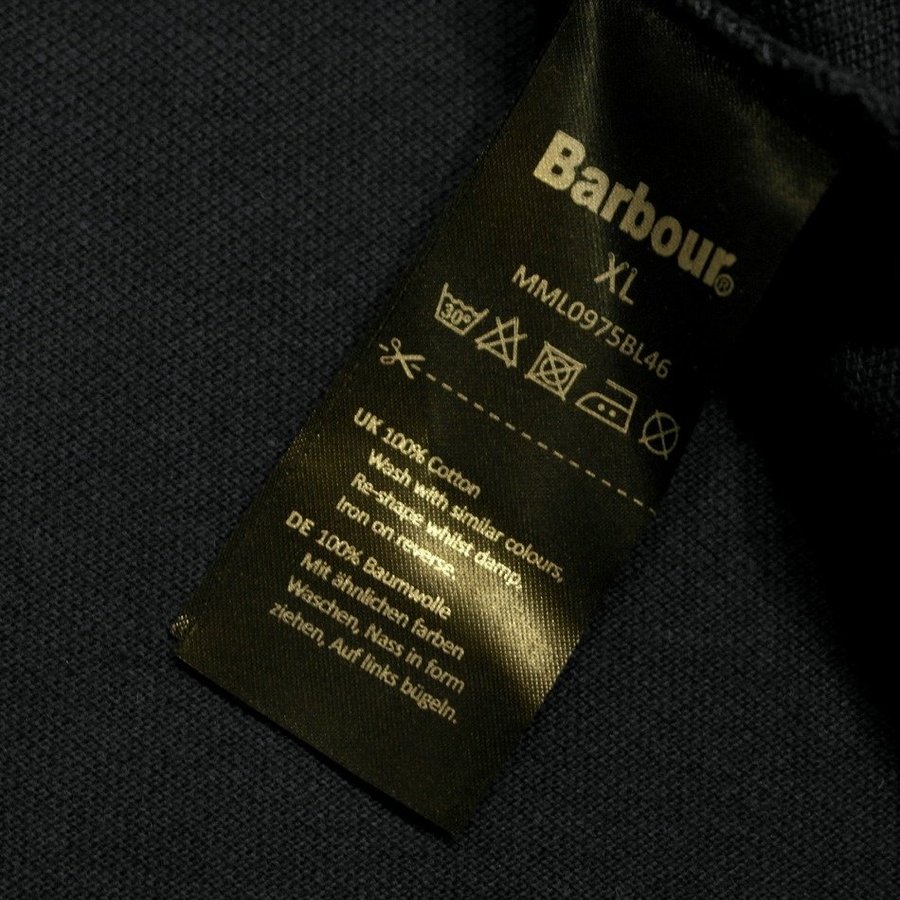 Barbour®
XL
MML0975BL46
30°
UK 100% Cotton
Wash with similar colours,
Re-shape whilst damp,
Iron on reverse.
DE 100% Baumwolle
Mit ähnlichen farben
Waschen, Nass in form
ziehen, Auf links bügeln.